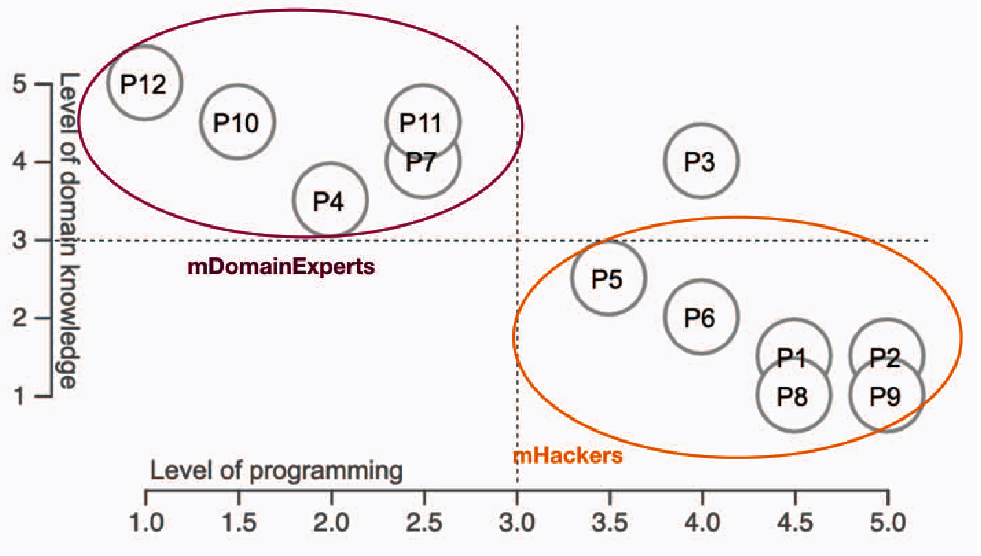 P12
5
P10
P11
4
P7
P3
P4
3
Level of domain knowledge
mDomainExperts
P5
2
P6
P1
P2
1
P8
P9
mHackers
Level of programming
1.0 1.5 2.0 2.5 3.0 3.5 4.0 4.5 5.0